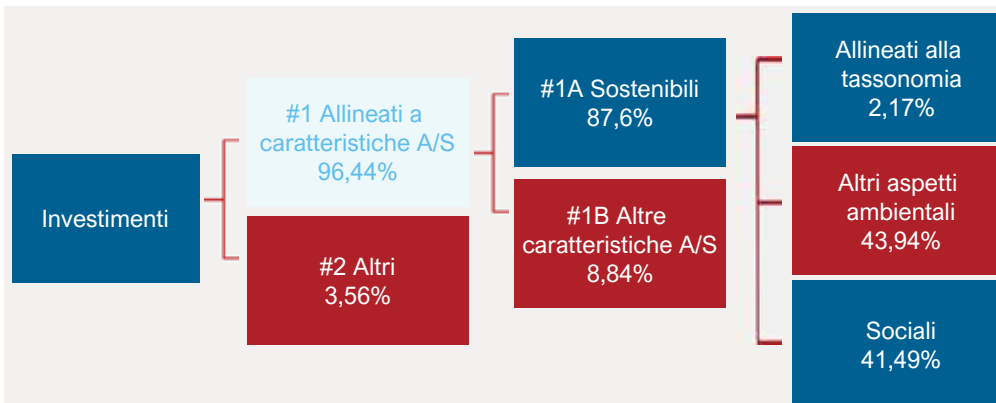 Investimenti
#1 Allineati a
caratteristiche A/S
96,44%
#2 Altri
3,56%
#1A Sostenibili
87,6%
#1B Altre
caratteristiche A/S
8,84%
Allineati alla
tassonomia
2,17%
Altri aspetti
ambientali
43,94%
Sociali
41,49%